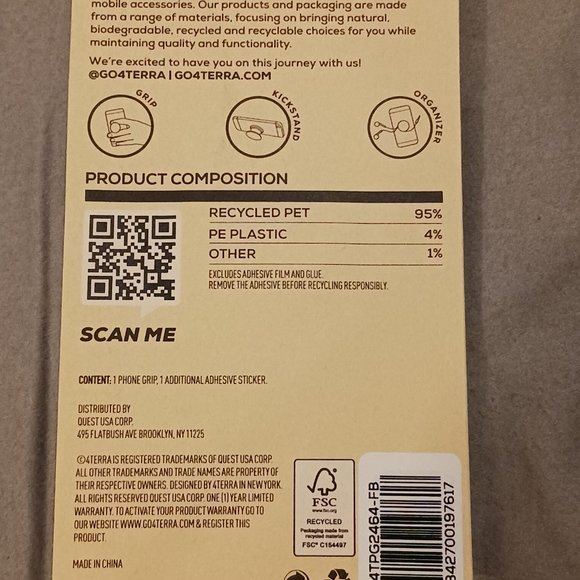 mobile accessories. Our products and packaging are made
from a range of materials, focusing on bringing natural,
biodegradable, recycled and recyclable choices for you while
maintaining quality and functionality.
We're excited to have you on this journey with us!
@GO4TERRA | GO4TERRA.COM
GRIP
KICKSTAND
ORGANIZER
PRODUCT COMPOSITION
RECYCLED PET 95%
PE PLASTIC 4%
OTHER 1%
EXCLUDES ADHESIVE FILM AND GLUE.
REMOVE THE ADHESIVE BEFORE RECYCLING RESPONSIBLY.
SCAN ME
CONTENT: 1 PHONE GRIP, 1 ADDITIONAL ADHESIVE STICKER.
DISTRIBUTED BY
QUEST USA CORP.
495 FLATBUSH AVE BROOKLYN, NY 11225
©4TERRA IS REGISTERED TRADEMARKS OF QUEST USA CORP.
ALL OTHER TRADEMARKS AND TRADE NAMES ARE PROPERTY OF
THEIR RESPECTIVE OWNERS. DESIGNED BY 4TERRA IN NEW YORK.
ALL RIGHTS RESERVED QUEST USA CORP ONE (1) YEAR LIMITED
WARRANTY. TO ACTIVATE YOUR PRODUCT WARRANTY GO TO
OUR WEBSITE WWW.GO4TERRA.COM & REGISTER THIS
PRODUCT.
MADE IN CHINA
FSC
www.fsc.org
RECYCLED
Packaging made from
recycled material
FSC® C154497
4TPG2464-FB
842700197617